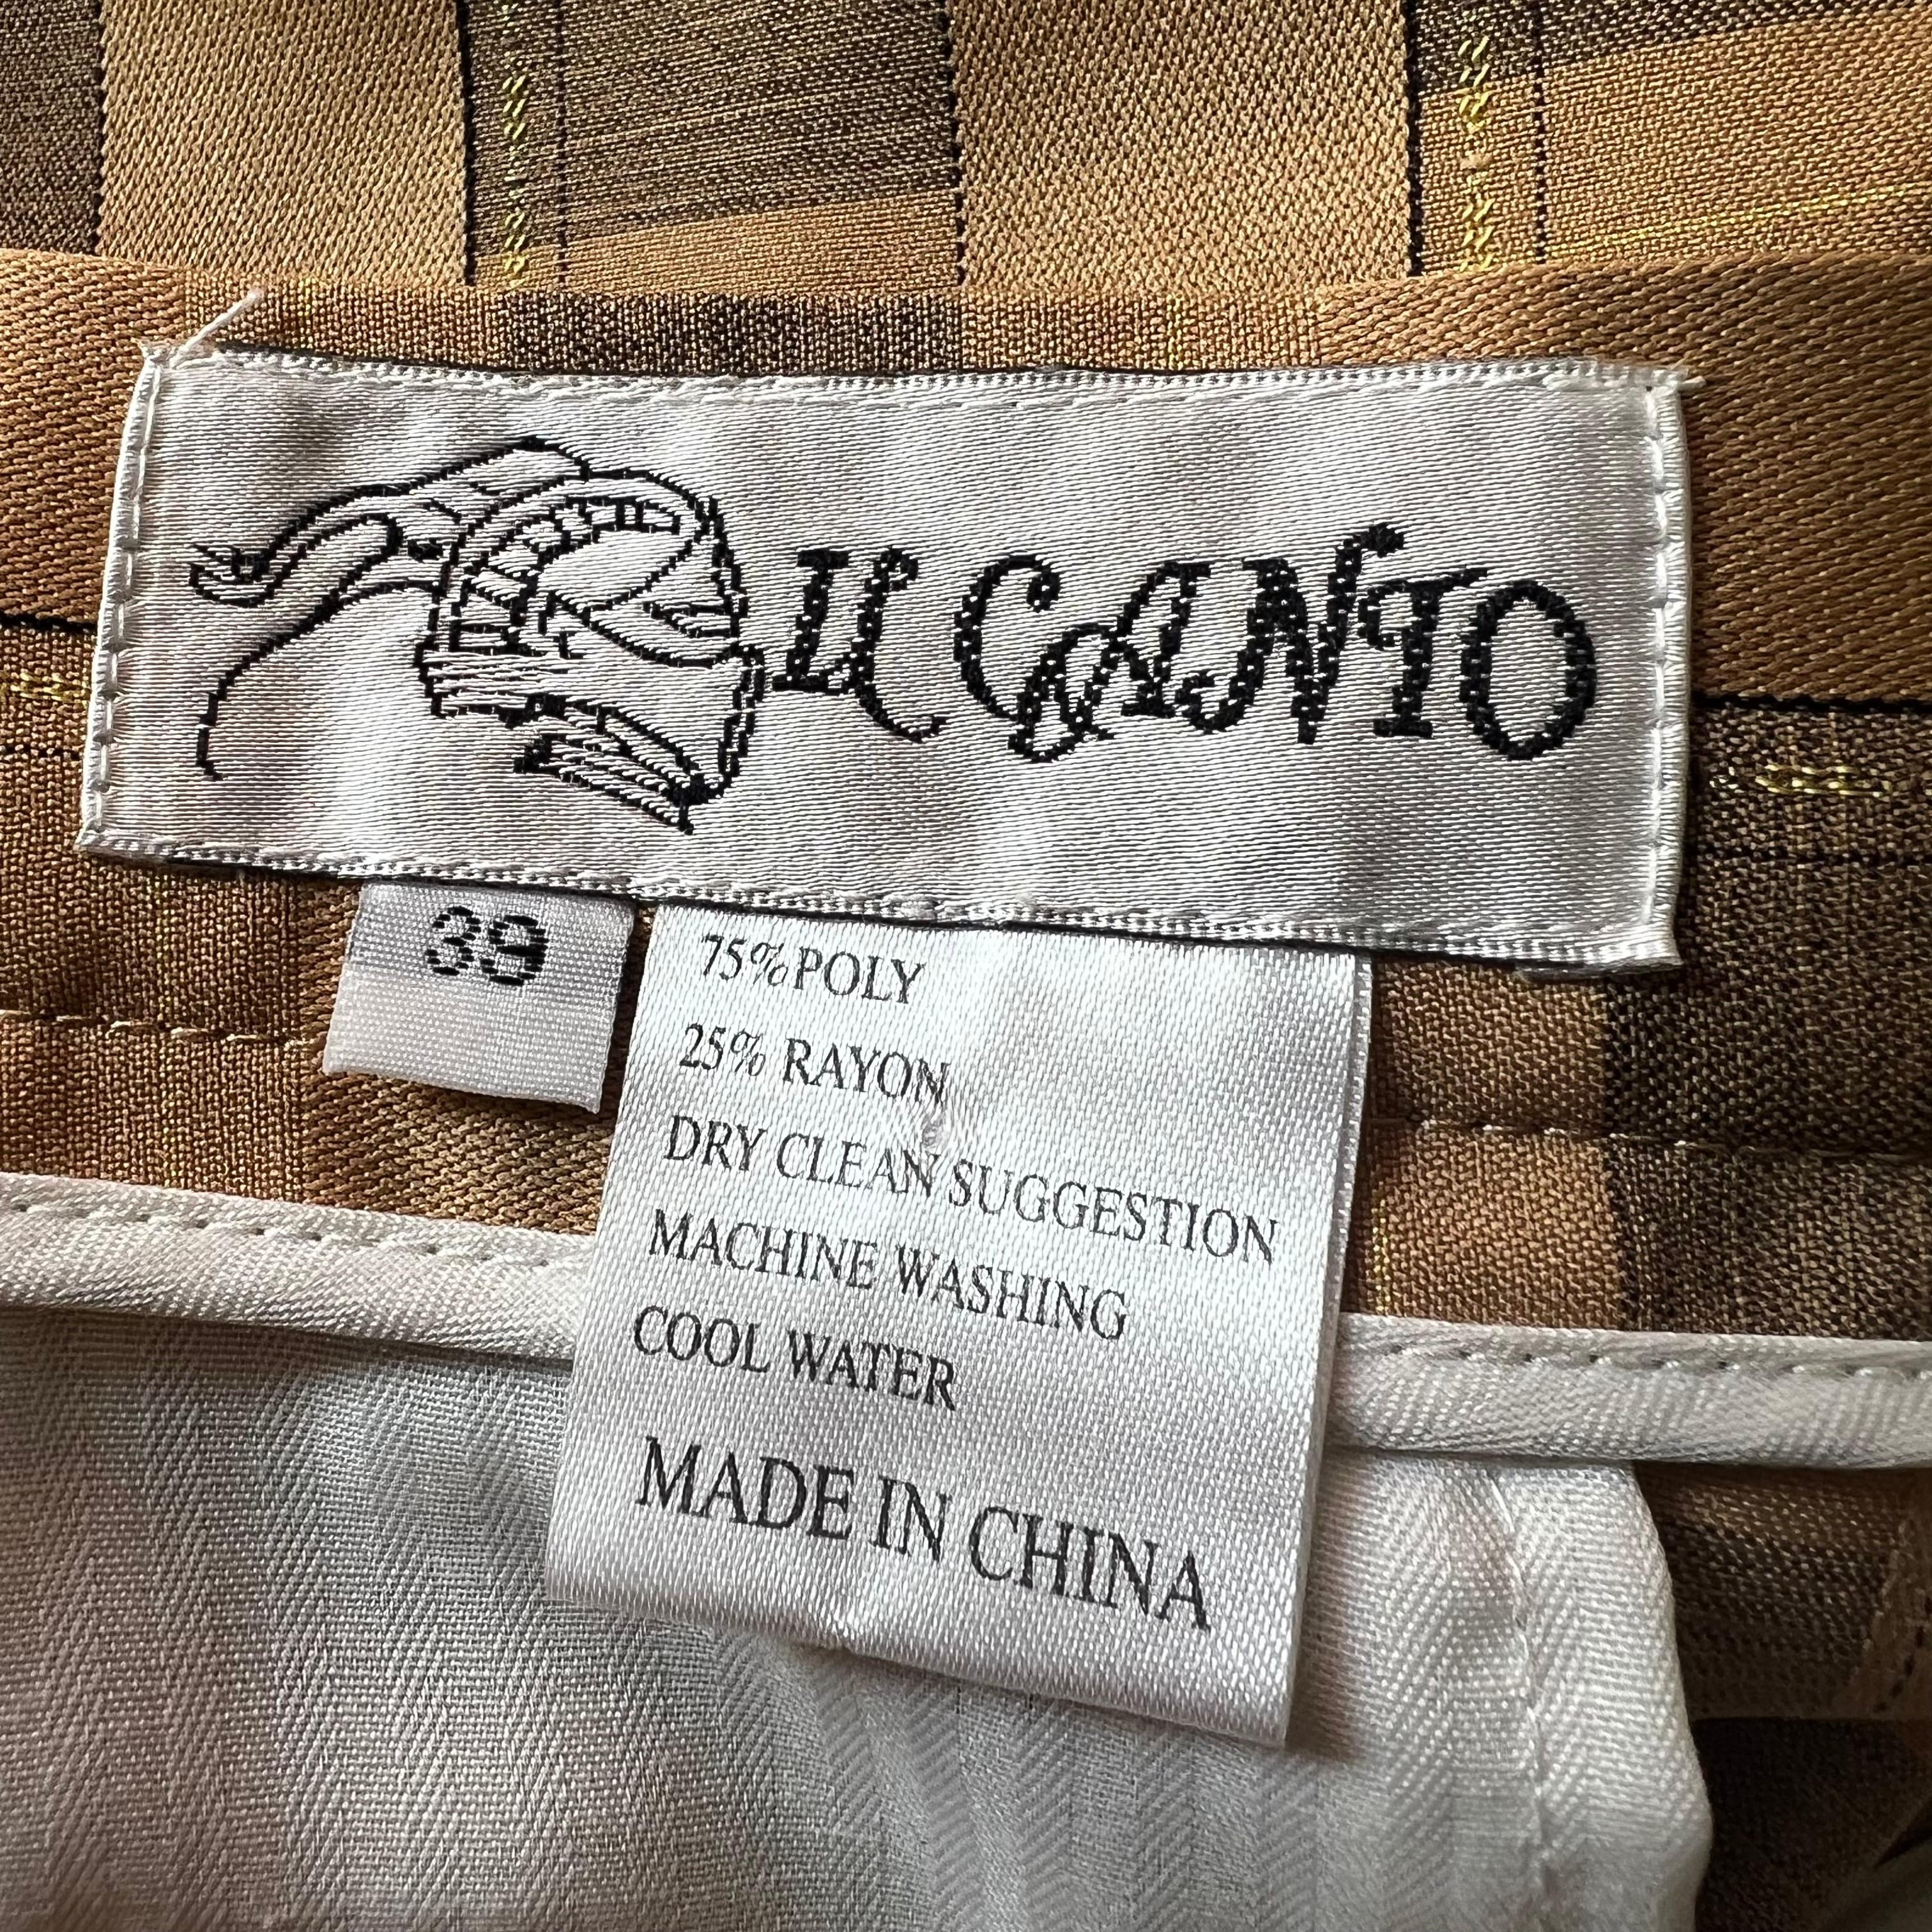 IL CANTO
39
75%POLY
25% RAYON
DRY CLEAN SUGGESTION
MACHINE WASHING
COOL WATER
MADE IN CHINA